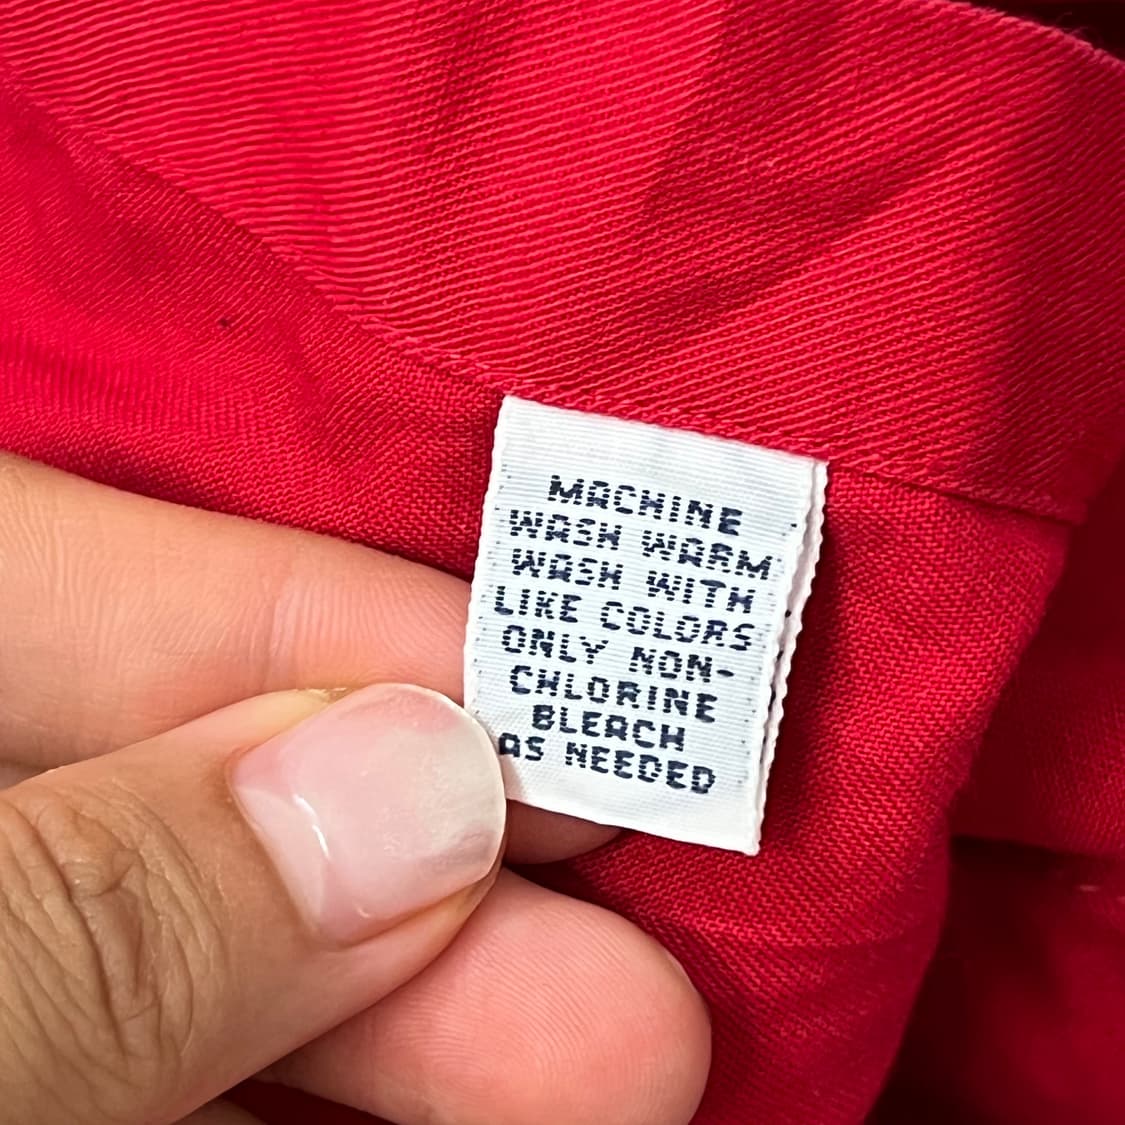 MACHINE
WASH WARM
WASH WITH
LIKE COLORS
ONLY NON-
CHLORINE
BLEACH
AS NEEDED